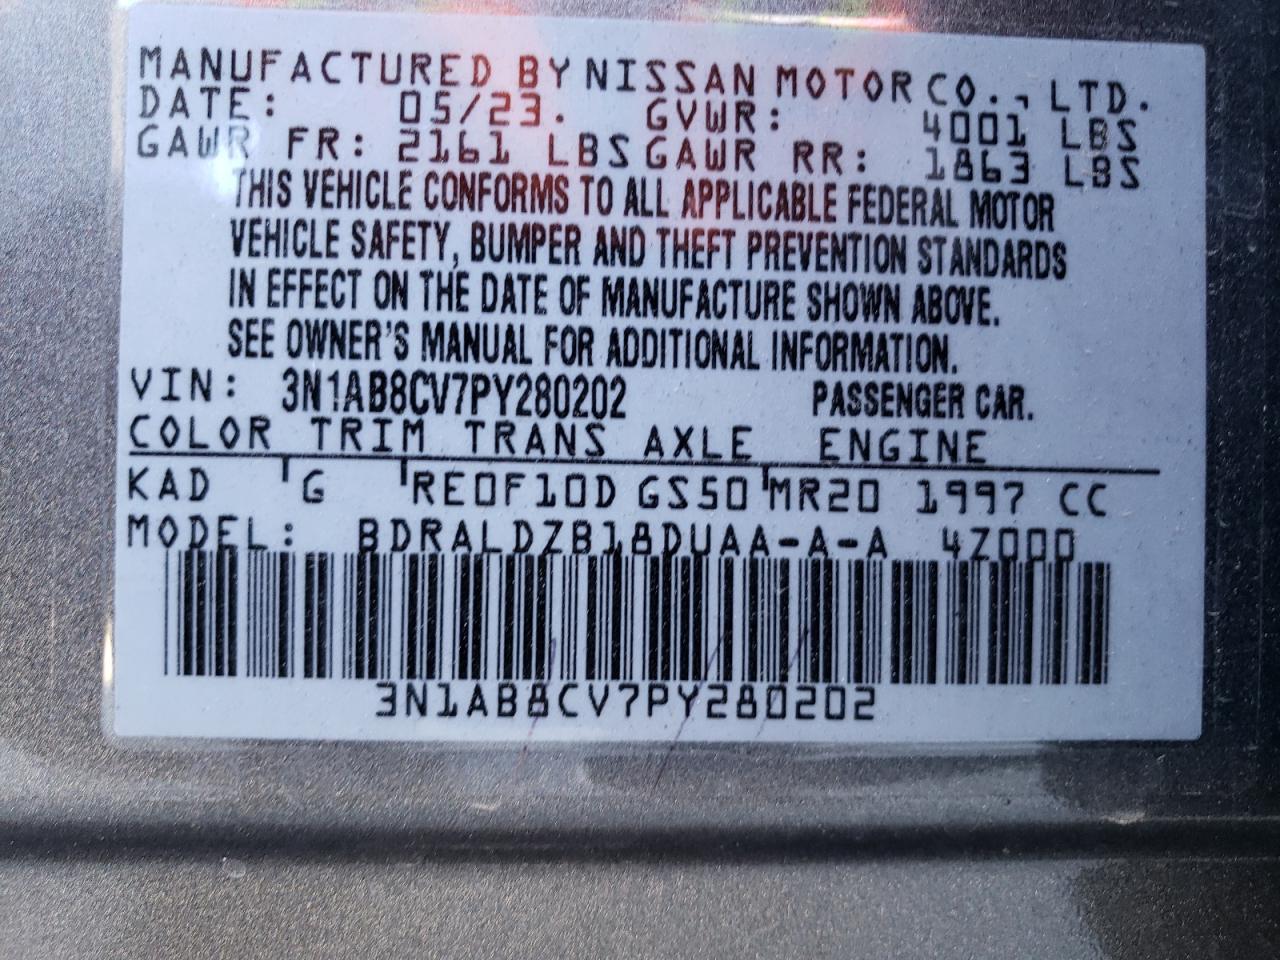 MANUFACTURED BY NISSAN MOTOR CO., LTD.
DATE: 05/23. GVWR: 4001 LBS
GAWR FR: 2161 LBS GAWR RR: 1863 LBS
THIS VEHICLE CONFORMS TO ALL APPLICABLE FEDERAL MOTOR
VEHICLE SAFETY, BUMPER AND THEFT PREVENTION STANDARDS
IN EFFECT ON THE DATE OF MANUFACTURE SHOWN ABOVE.
SEE OWNER'S MANUAL FOR ADDITIONAL INFORMATION.
VIN: 3N1AB8CV7PY280202 PASSENGER CAR.
COLOR TRIM TRANS AXLE ENGINE
KAD G RE0F10D GS50 MR20 1997 CC
MODEL: BDRALDZB18DUAA-A-A 4Z000
3N1AB8CV7PY280202